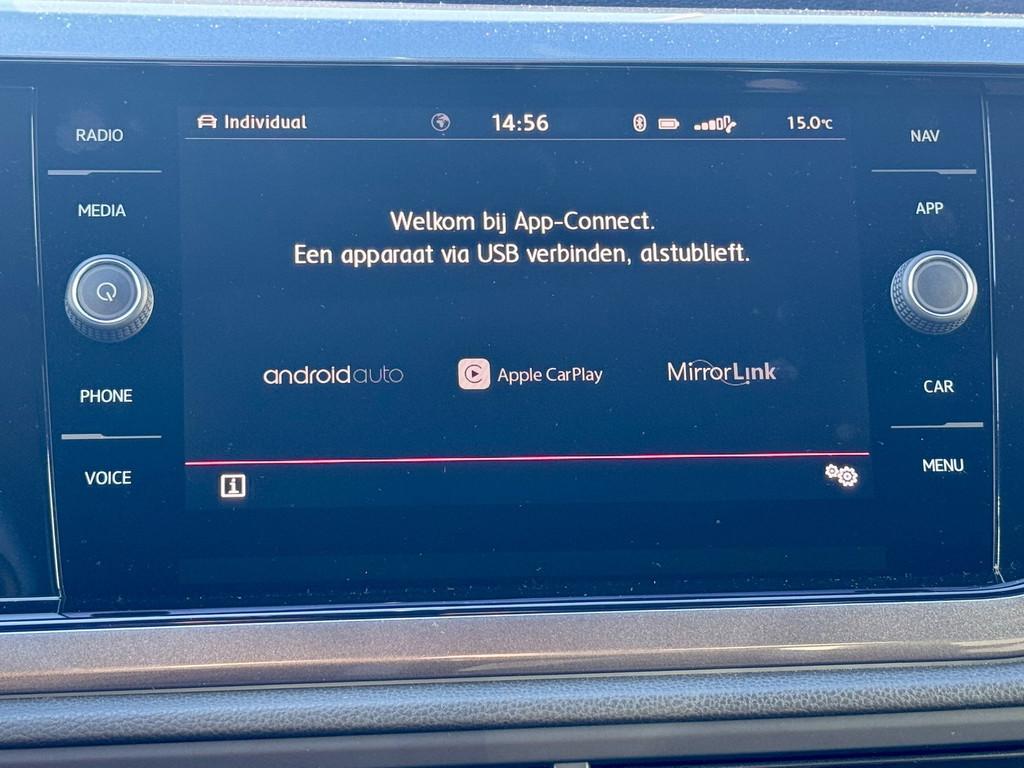 RADIO
MEDIA
PHONE
VOICE
Individual 14:56 15.0°C
Welkom bij App-Connect.
Een apparaat via USB verbinden, alstublieft.
androidauto Apple CarPlay MirrorLink
i
NAV
APP
CAR
MENU